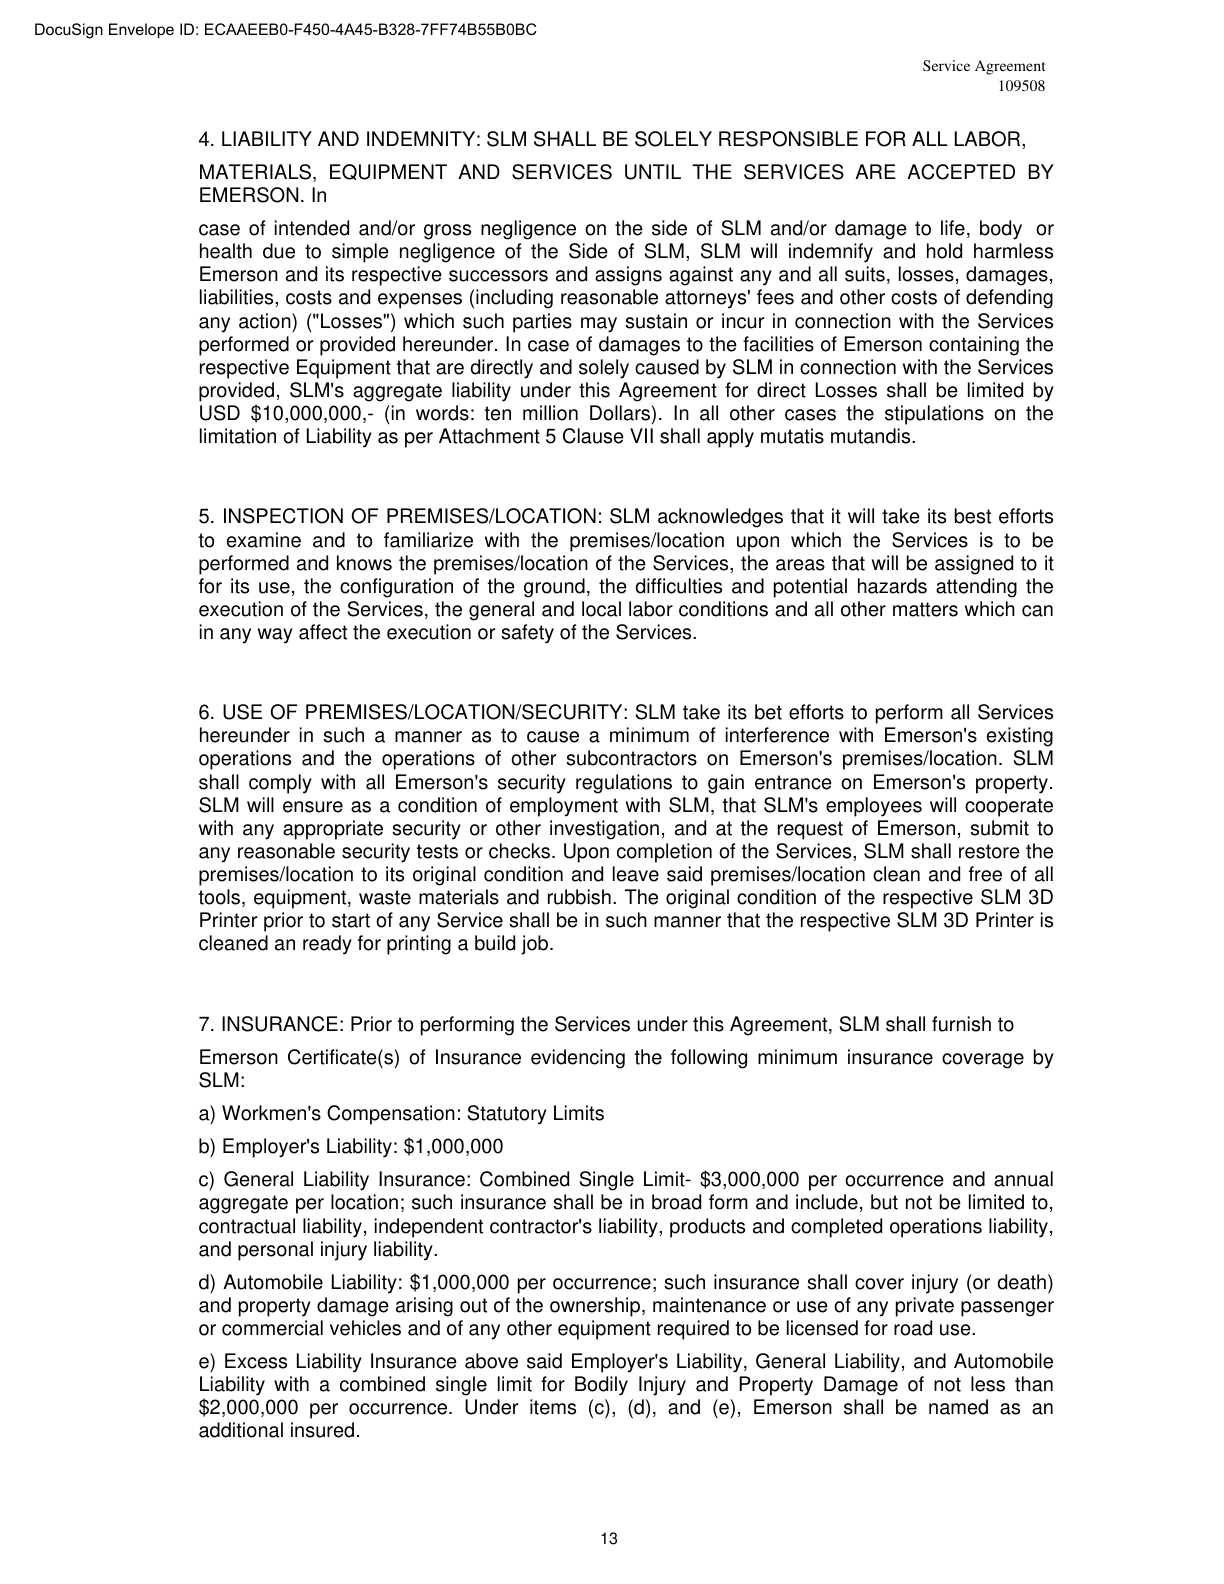 DocuSign Envelope ID: ECAAEEB0-F450-4A45-B328-7FF74B55B0BC
Service Agreement
109508
4. LIABILITY AND INDEMNITY: SLM SHALL BE SOLELY RESPONSIBLE FOR ALL LABOR,
MATERIALS, EQUIPMENT AND SERVICES UNTIL THE SERVICES ARE ACCEPTED BY
EMERSON. In
case of intended and/or gross negligence on the side of SLM and/or damage to life, body or
health due to simple negligence of the Side of SLM, SLM will indemnify and hold harmless
Emerson and its respective successors and assigns against any and all suits, losses, damages,
liabilities, costs and expenses (including reasonable attorneys' fees and other costs of defending
any action) ("Losses") which such parties may sustain or incur in connection with the Services
performed or provided hereunder. In case of damages to the facilities of Emerson containing the
respective Equipment that are directly and solely caused by SLM in connection with the Services
provided, SLM's aggregate liability under this Agreement for direct Losses shall be limited by
USD $10,000,000,- (in words: ten million Dollars). In all other cases the stipulations on the
limitation of Liability as per Attachment 5 Clause VII shall apply mutatis mutandis.
5. INSPECTION OF PREMISES/LOCATION: SLM acknowledges that it will take its best efforts
to examine and to familiarize with the premises/location upon which the Services is to be
performed and knows the premises/location of the Services, the areas that will be assigned to it
for its use, the configuration of the ground, the difficulties and potential hazards attending the
execution of the Services, the general and local labor conditions and all other matters which can
in any way affect the execution or safety of the Services.
6. USE OF PREMISES/LOCATION/SECURITY: SLM take its bet efforts to perform all Services
hereunder in such a manner as to cause a minimum of interference with Emerson's existing
operations and the operations of other subcontractors on Emerson's premises/location. SLM
shall comply with all Emerson's security regulations to gain entrance on Emerson's property.
SLM will ensure as a condition of employment with SLM, that SLM's employees will cooperate
with any appropriate security or other investigation, and at the request of Emerson, submit to
any reasonable security tests or checks. Upon completion of the Services, SLM shall restore the
premises/location to its original condition and leave said premises/location clean and free of all
tools, equipment, waste materials and rubbish. The original condition of the respective SLM 3D
Printer prior to start of any Service shall be in such manner that the respective SLM 3D Printer is
cleaned an ready for printing a build job.
7. INSURANCE: Prior to performing the Services under this Agreement, SLM shall furnish to
Emerson Certificate(s) of Insurance evidencing the following minimum insurance coverage by
SLM:
a) Workmen's Compensation: Statutory Limits
b) Employer's Liability: $1,000,000
c) General Liability Insurance: Combined Single Limit- $3,000,000 per occurrence and annual
aggregate per location; such insurance shall be in broad form and include, but not be limited to,
contractual liability, independent contractor's liability, products and completed operations liability,
and personal injury liability.
d) Automobile Liability: $1,000,000 per occurrence; such insurance shall cover injury (or death)
and property damage arising out of the ownership, maintenance or use of any private passenger
or commercial vehicles and of any other equipment required to be licensed for road use.
e) Excess Liability Insurance above said Employer's Liability, General Liability, and Automobile
Liability with a combined single limit for Bodily Injury and Property Damage of not less than
$2,000,000 per occurrence. Under items (c), (d), and (e), Emerson shall be named as an
additional insured.
13